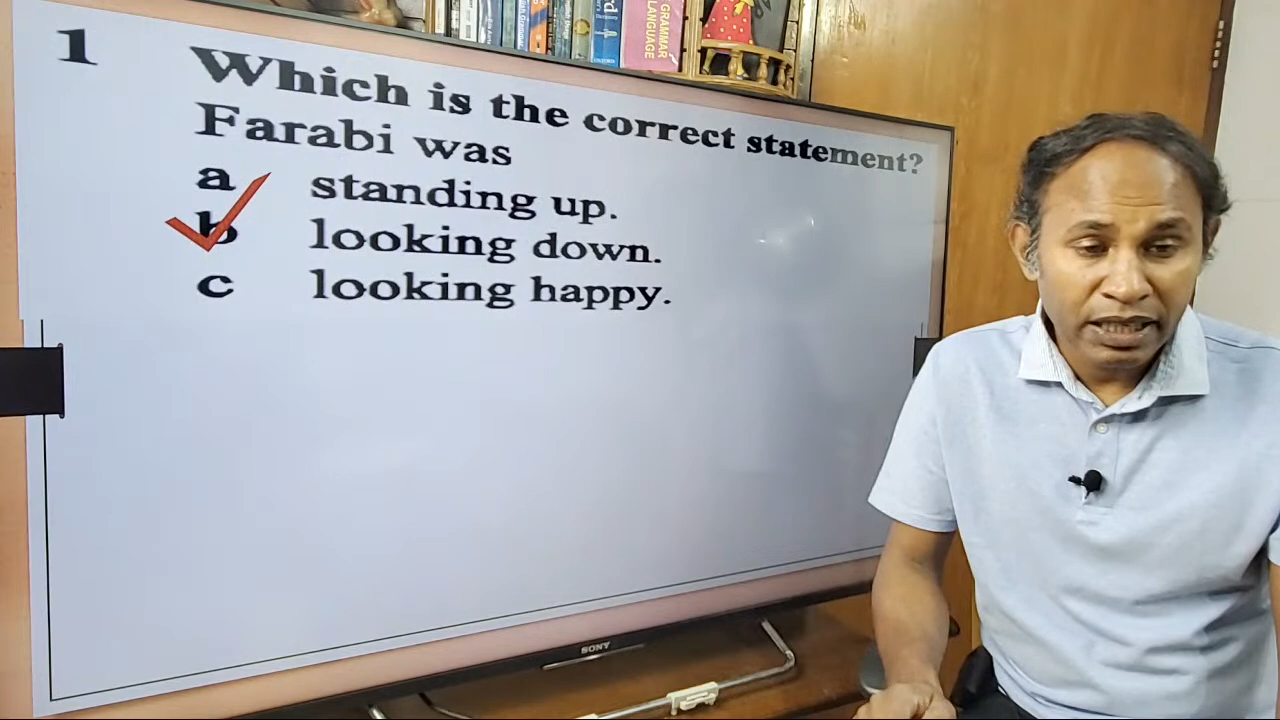 1 Which is the correct statement?
Farabi was
a standing up.
b looking down.
c looking happy.
GRAMMAR
LANGUAGE
SONY